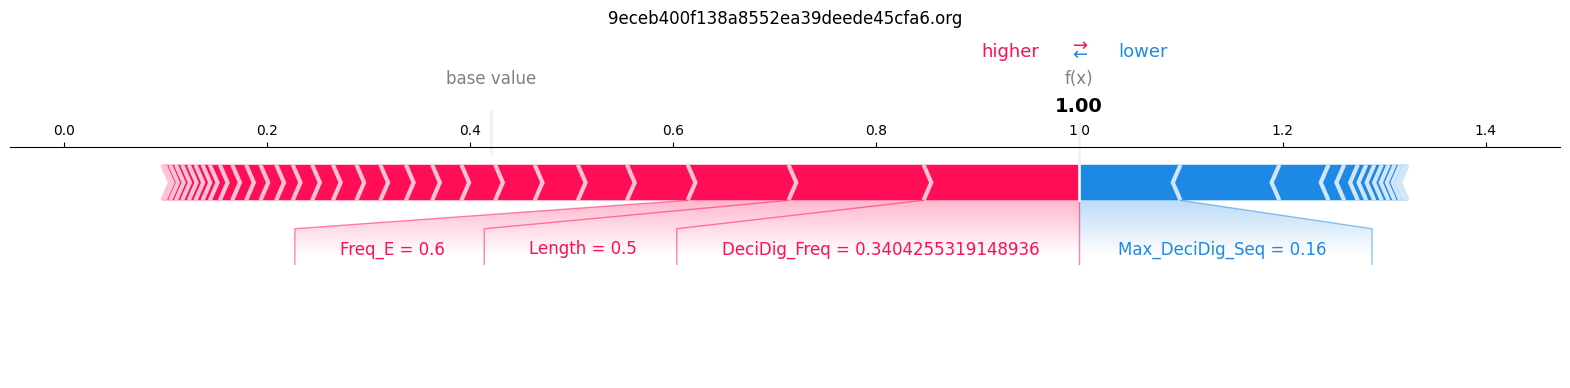 9eceb400f138a8552ea39deede45cfa6.org
higher ⇄ lower
base value f(x)
1.00
0.0 0.2 0.4 0.6 0.8 1.0 1.2 1.4
Freq_E = 0.6 Length = 0.5 DeciDig_Freq = 0.3404255319148936 Max_DeciDig_Seq = 0.16